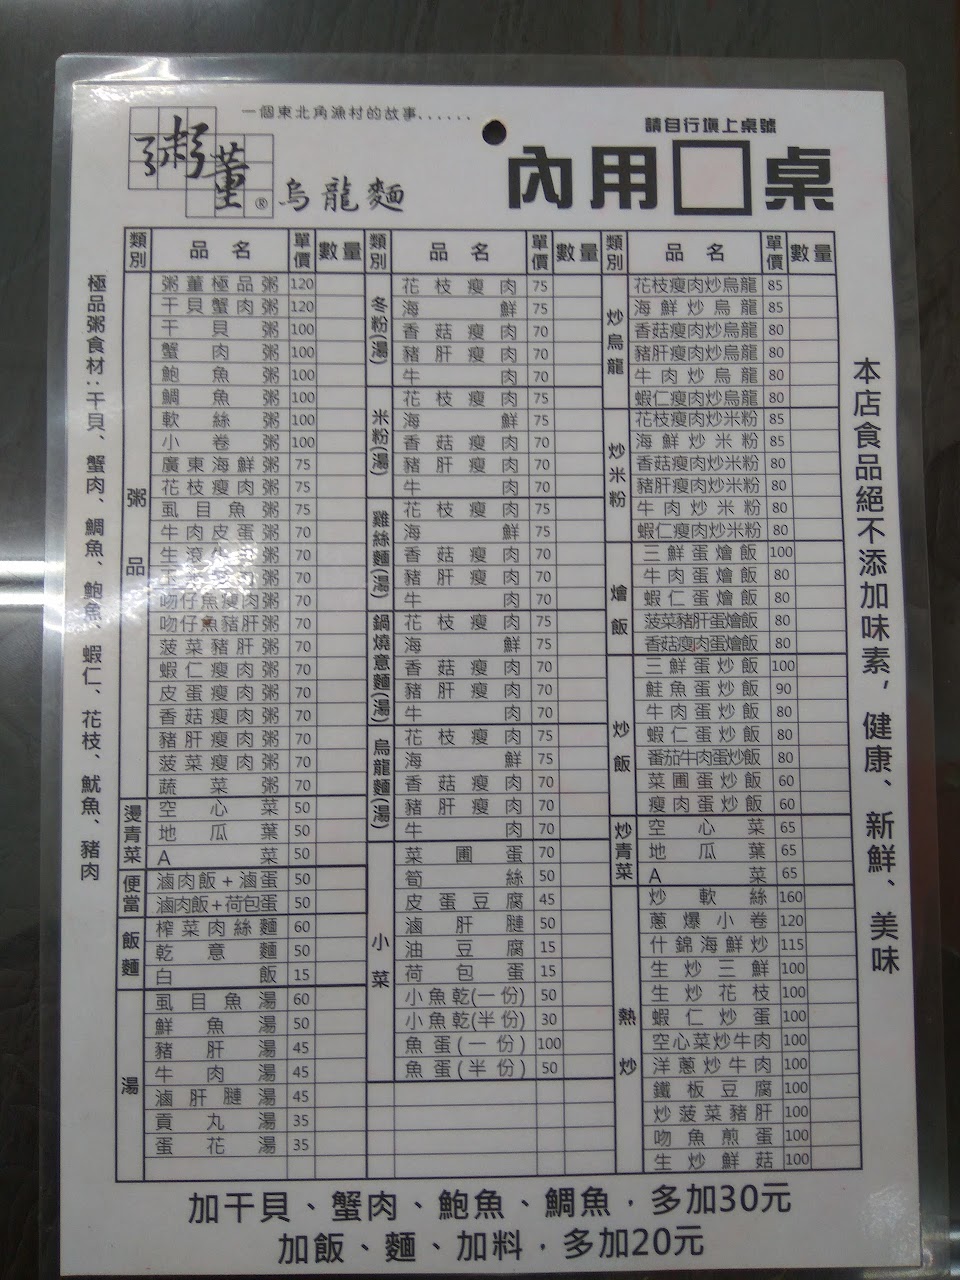 一個東北角漁村的故事......
粥董® 烏龍麵
請自行填上桌號
內用 桌
極品粥食材:干貝、蟹肉、鯛魚、鮑魚、蝦仁、花枝、魷魚、豬肉
本店食品絕不添加味素,健康、新鮮、美味
類別 品名 單價 數量
粥品
粥董極品粥 120
干貝蟹肉粥 120
干貝粥 100
蟹肉粥 100
鮑魚粥 100
鯛魚粥 100
軟絲粥 100
小卷粥 100
廣東海鮮粥 75
花枝瘦肉粥 75
虱目魚粥 75
牛肉皮蛋粥 70
生滾牛肉粥 70
粥 70
吻仔魚瘦肉粥 70
吻仔魚豬肝粥 70
菠菜豬肝粥 70
蝦仁瘦肉粥 70
皮蛋瘦肉粥 70
香菇瘦肉粥 70
豬肝瘦肉粥 70
菠菜瘦肉粥 70
蔬菜粥 70
燙青菜
空心菜 50
地瓜葉 50
A菜 50
便當
滷肉飯+滷蛋 50
滷肉飯+荷包蛋 50
飯麵
榨菜肉絲麵 60
乾意麵 50
白飯 15
湯
虱目魚湯 60
鮮魚湯 50
豬肝湯 45
牛肉湯 45
滷肝腱湯 45
貢丸湯 35
蛋花湯 35
類別 品名 單價 數量
冬粉(湯)
花枝瘦肉 75
海鮮 75
香菇瘦肉 70
豬肝瘦肉 70
牛肉 70
米粉(湯)
花枝瘦肉 75
海鮮 75
香菇瘦肉 70
豬肝瘦肉 70
牛肉 70
雞絲麵(湯)
花枝瘦肉 75
海鮮 75
香菇瘦肉 70
豬肝瘦肉 70
牛肉 70
鍋燒意麵(湯)
花枝瘦肉 75
海鮮 75
香菇瘦肉 70
豬肝瘦肉 70
牛肉 70
烏龍麵(湯)
花枝瘦肉 75
海鮮 75
香菇瘦肉 70
豬肝瘦肉 70
牛肉 70
小菜
菜圃蛋 70
筍絲 50
皮蛋豆腐 45
滷肝腱 50
油豆腐 15
荷包蛋 15
小魚乾(一份) 50
小魚乾(半份) 30
魚蛋(一份) 100
魚蛋(半份) 50
類別 品名 單價 數量
炒烏龍
花枝瘦肉炒烏龍 85
海鮮炒烏龍 85
香菇瘦肉炒烏龍 80
豬肝瘦肉炒烏龍 80
牛肉炒烏龍 80
蝦仁瘦肉炒烏龍 80
炒米粉
花枝瘦肉炒米粉 85
海鮮炒米粉 85
香菇瘦肉炒米粉 80
豬肝瘦肉炒米粉 80
牛肉炒米粉 80
蝦仁瘦肉炒米粉 80
燴飯
三鮮蛋燴飯 100
牛肉蛋燴飯 80
蝦仁蛋燴飯 80
菠菜豬肝蛋燴飯 80
香菇瘦肉蛋燴飯 80
炒飯
三鮮蛋炒飯 100
鮭魚蛋炒飯 90
牛肉蛋炒飯 80
蝦仁蛋炒飯 80
番茄牛肉蛋炒飯 80
菜圃蛋炒飯 60
瘦肉蛋炒飯 60
炒青菜
空心菜 65
地瓜葉 65
A菜 65
熱炒
炒軟絲 160
蔥爆小卷 120
什錦海鮮炒 115
生炒三鮮 100
生炒花枝 100
蝦仁炒蛋 100
空心菜炒牛肉 100
洋蔥炒牛肉 100
鐵板豆腐 100
炒菠菜豬肝 100
吻魚煎蛋 100
生炒鮮菇 100
加干貝、蟹肉、鮑魚、鯛魚,多加30元
加飯、麵、加料,多加20元